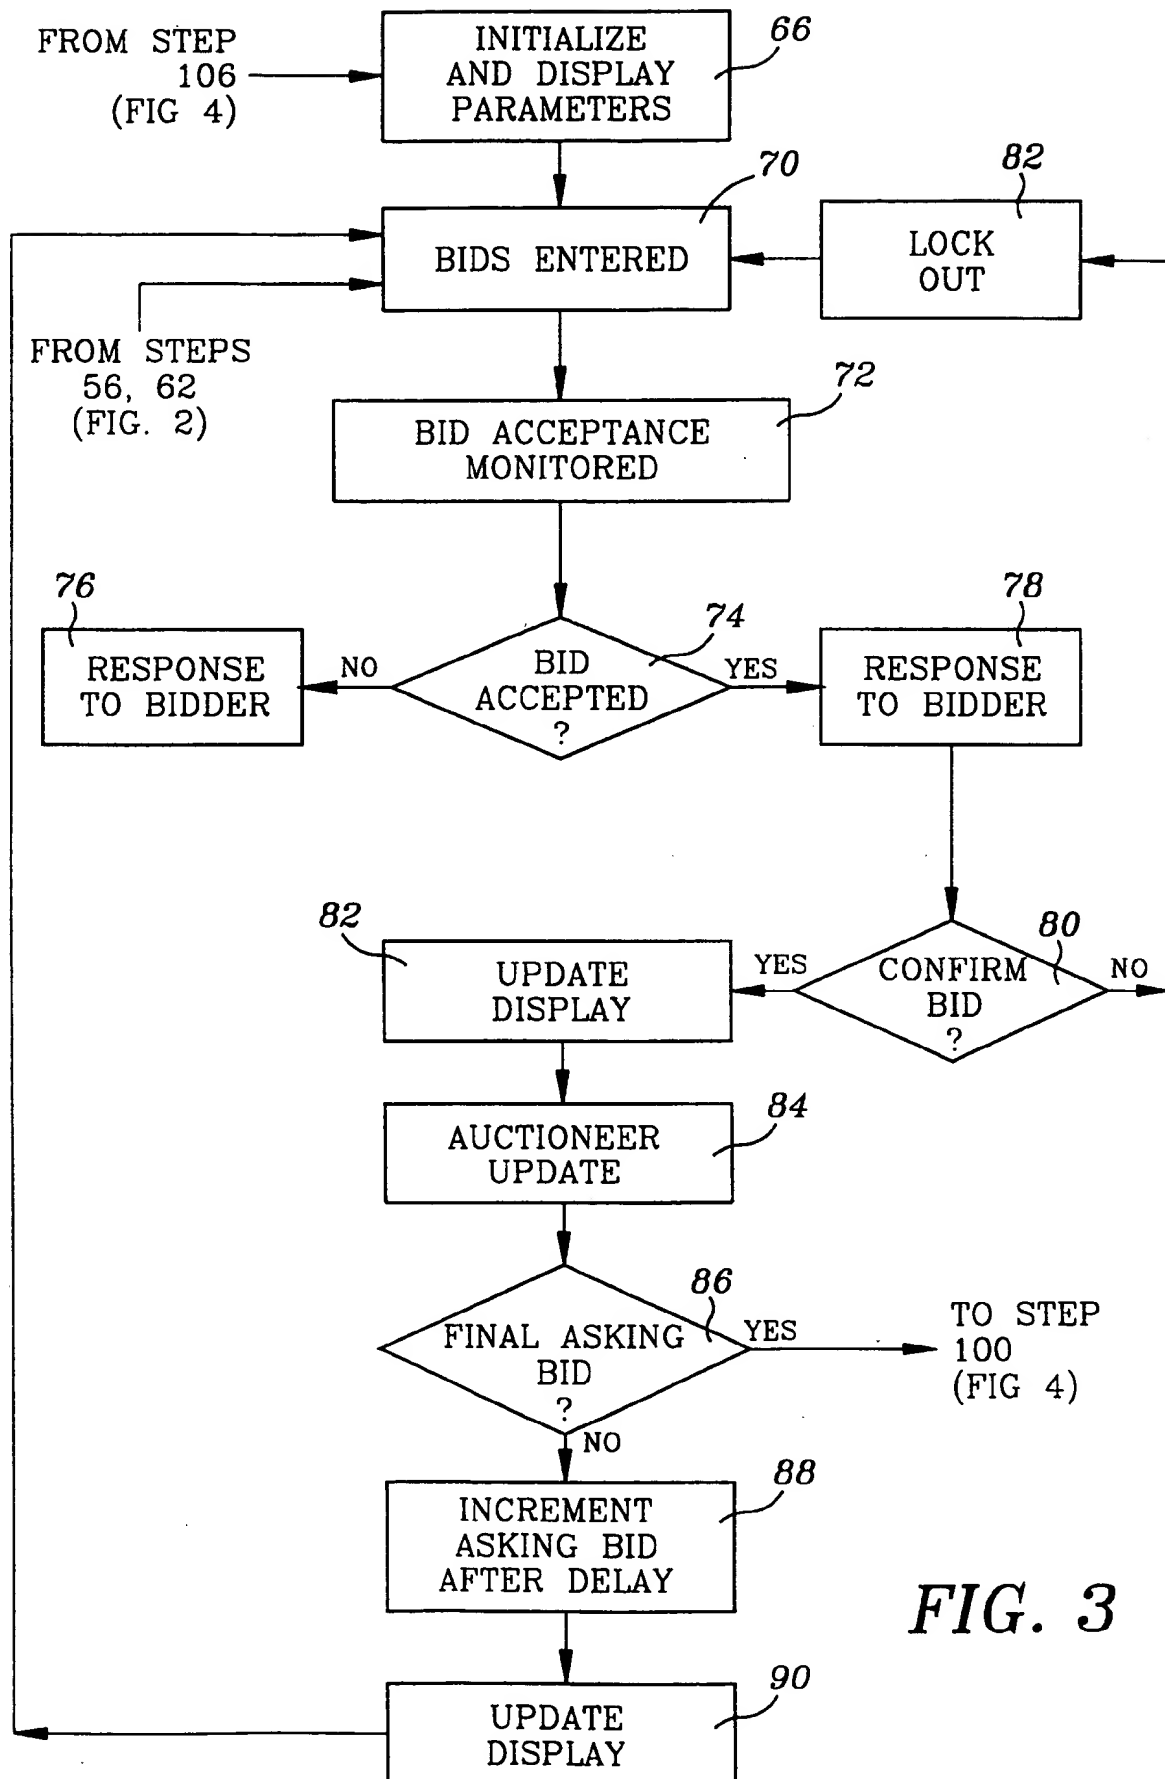 FROM STEP
106
(FIG 4)
INITIALIZE
AND DISPLAY
PARAMETERS
66
70
82
BIDS ENTERED
LOCK
OUT
FROM STEPS
56, 62
(FIG. 2)
72
BID ACCEPTANCE
MONITORED
76
RESPONSE
TO BIDDER
NO
BID
ACCEPTED
?
74
YES
78
RESPONSE
TO BIDDER
82
UPDATE
DISPLAY
YES
CONFIRM
BID
?
80
NO
AUCTIONEER
UPDATE
84
FINAL ASKING
BID
?
86
YES
TO STEP
100
(FIG 4)
NO
INCREMENT
ASKING BID
AFTER DELAY
88
FIG. 3
UPDATE
DISPLAY
90